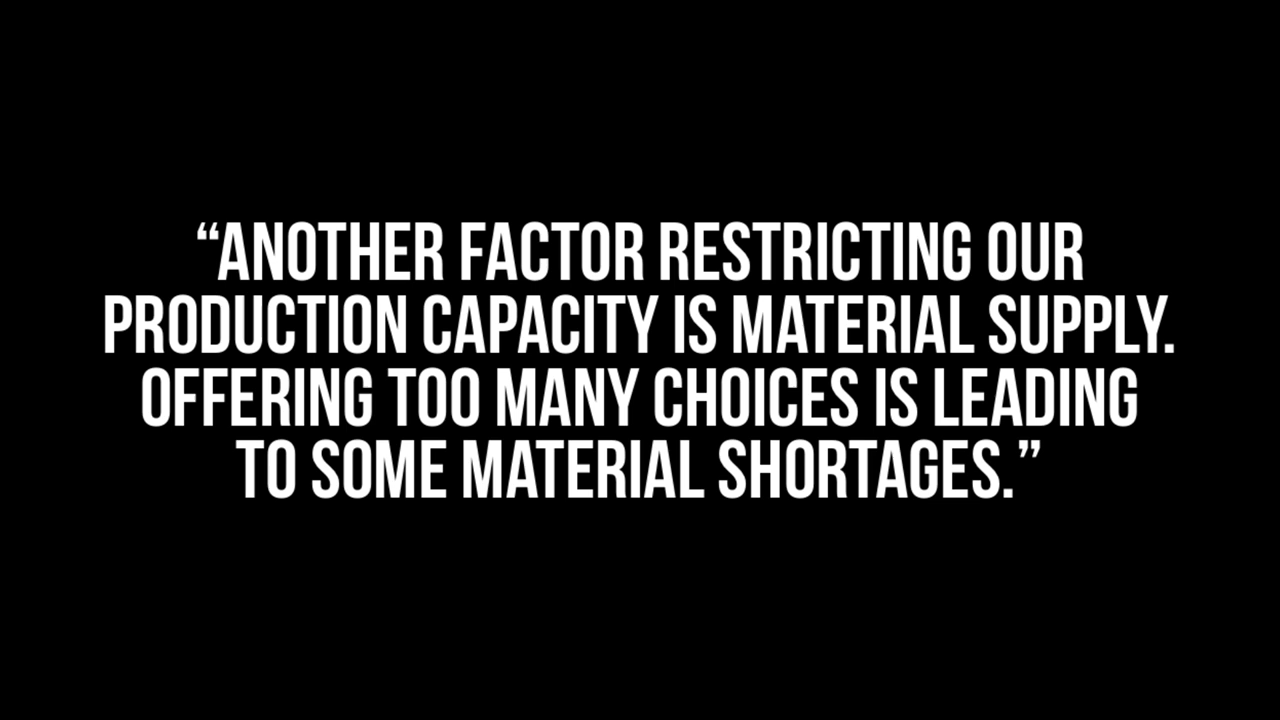 “ANOTHER FACTOR RESTRICTING OUR
PRODUCTION CAPACITY IS MATERIAL SUPPLY.
OFFERING TOO MANY CHOICES IS LEADING
TO SOME MATERIAL SHORTAGES.”